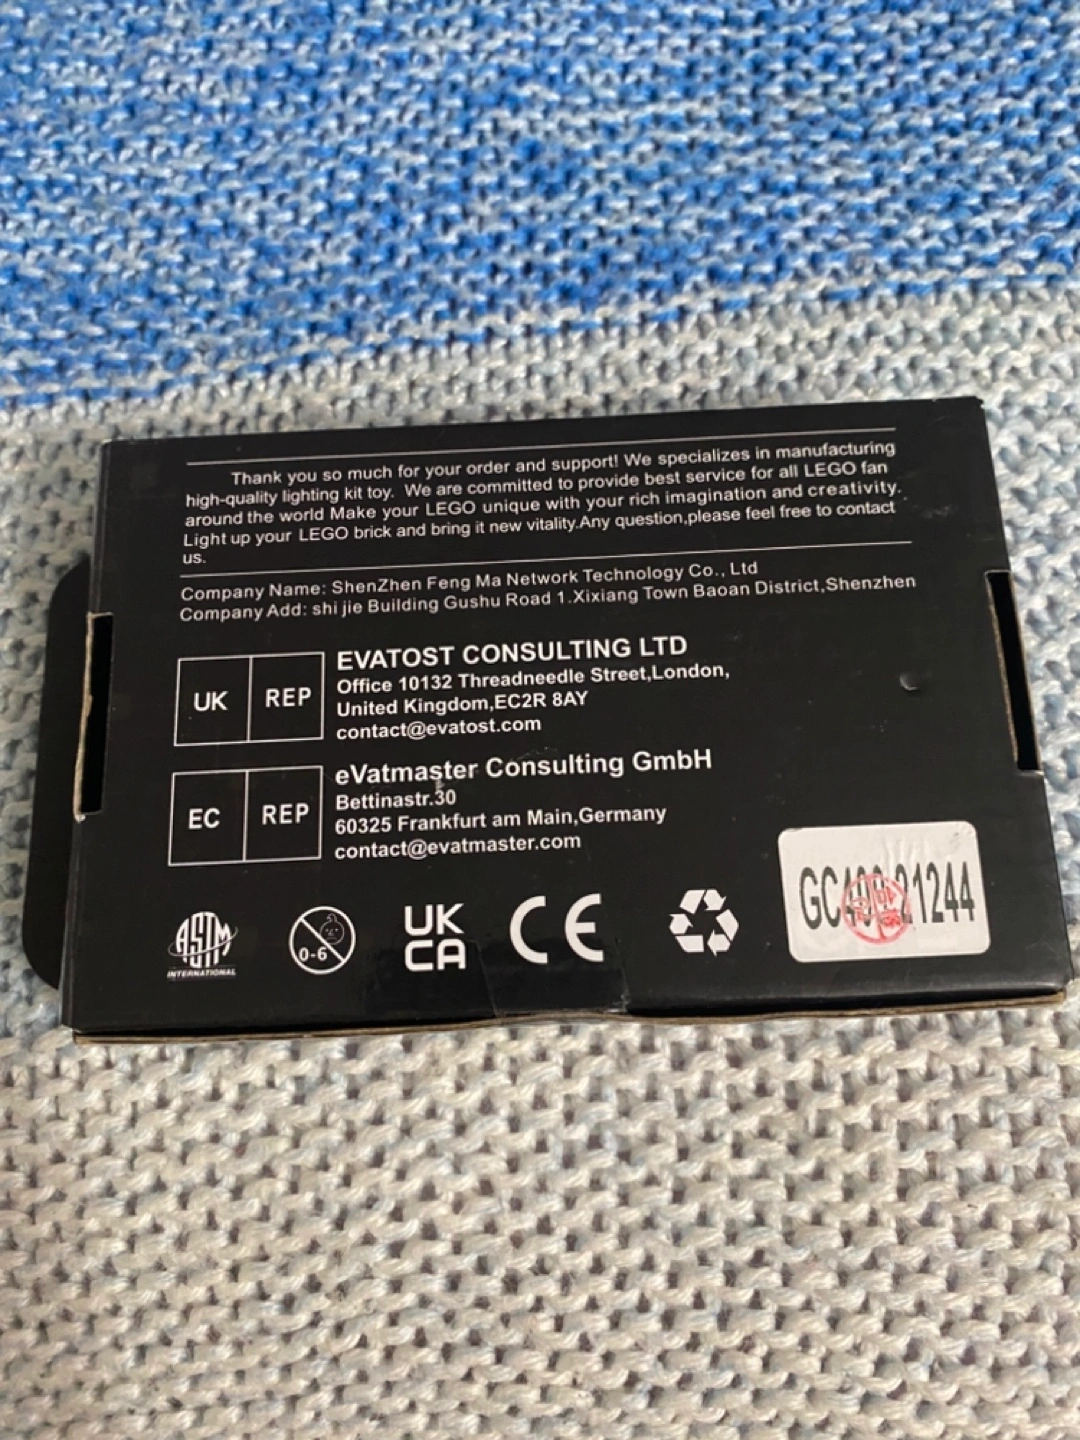 Thank you so much for your order and support! We specializes in manufacturing
high-quality lighting kit toy. We are committed to provide best service for all LEGO fan
around the world Make your LEGO unique with your rich imagination and creativity.
Light up your LEGO brick and bring it new vitality.Any question,please feel free to contact
us.
Company Name: ShenZhen Feng Ma Network Technology Co., Ltd
Company Add: shi jie Building Gushu Road 1.Xixiang Town Baoan District,Shenzhen
UK REP
EVATOST CONSULTING LTD
Office 10132 Threadneedle Street,London,
United Kingdom,EC2R 8AY
contact@evatost.com
EC REP
eVatmaster Consulting GmbH
Bettinastr.30
60325 Frankfurt am Main,Germany
contact@evatmaster.com
ASTM
INTERNATIONAL
0-6
UK
CA
CE